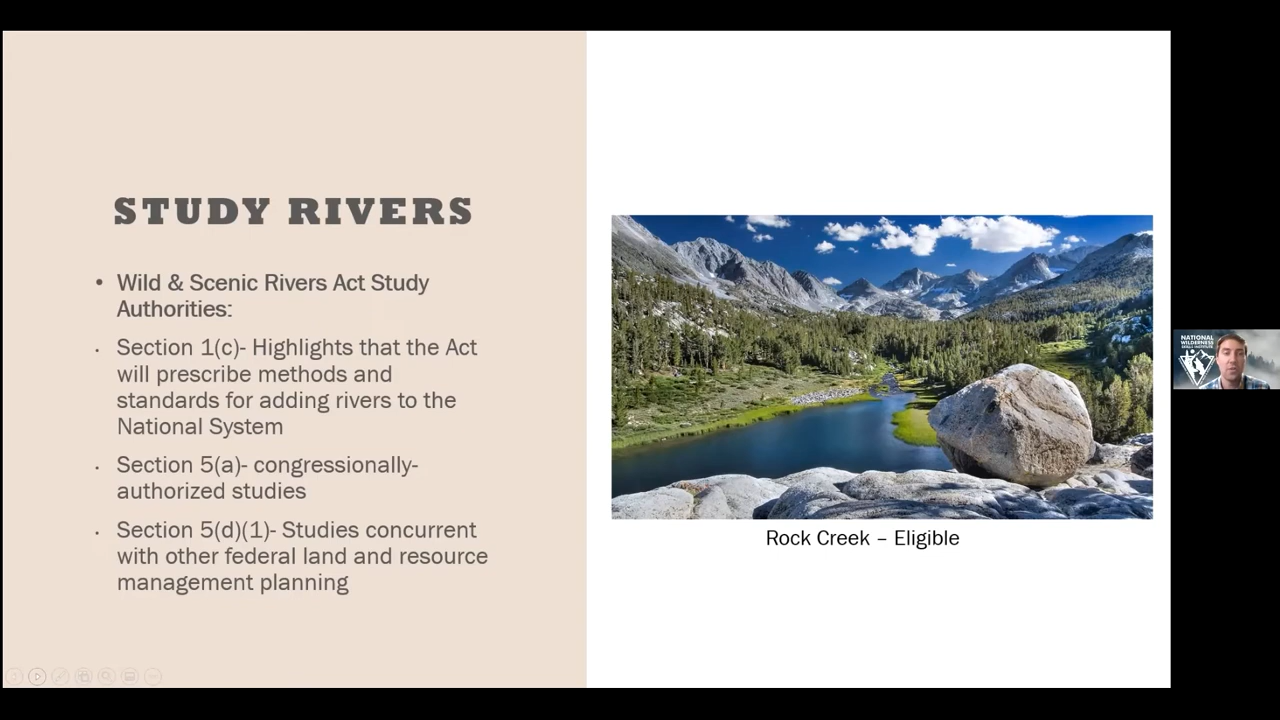 STUDY RIVERS
• Wild & Scenic Rivers Act Study
Authorities:
· Section 1(c)- Highlights that the Act
will prescribe methods and
standards for adding rivers to the
National System
· Section 5(a)- congressionally-
authorized studies
· Section 5(d)(1)- Studies concurrent
with other federal land and resource
management planning
Rock Creek – Eligible
NATIONAL
WILDERNESS
SKILLS INSTITUTE